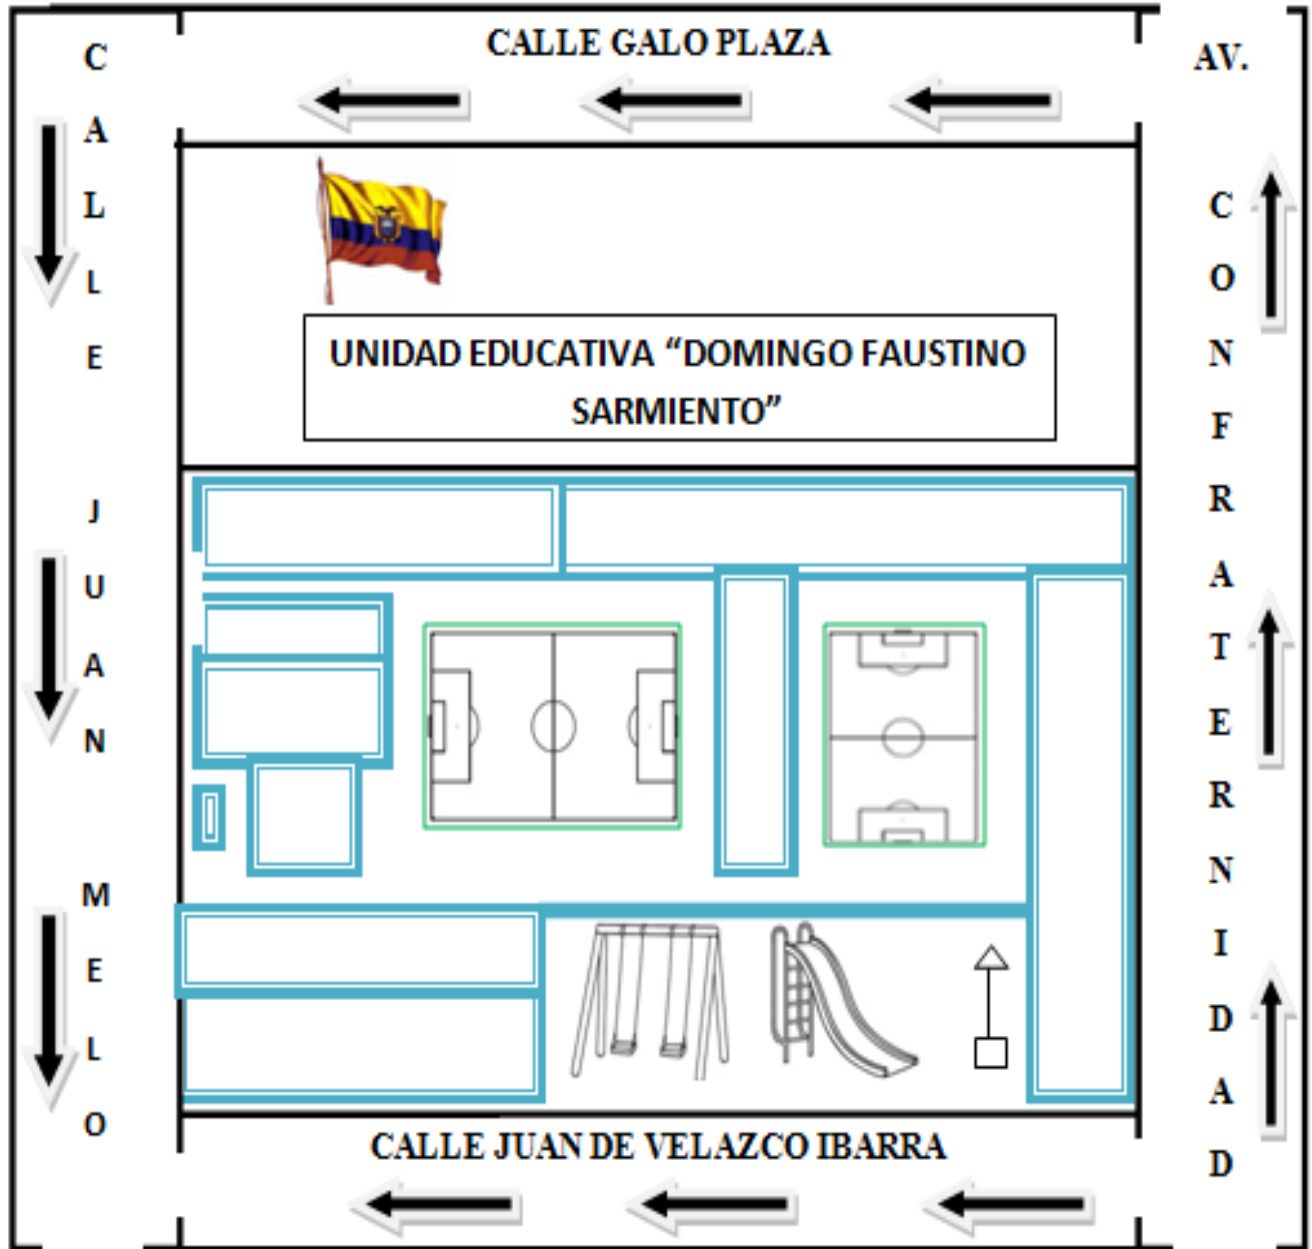 CALLE GALO PLAZA
CALLE JUAN MELO
UNIDAD EDUCATIVA “DOMINGO FAUSTINO
SARMIENTO”
AV. CONFRATERNIDAD
CALLE JUAN DE VELAZCO IBARRA